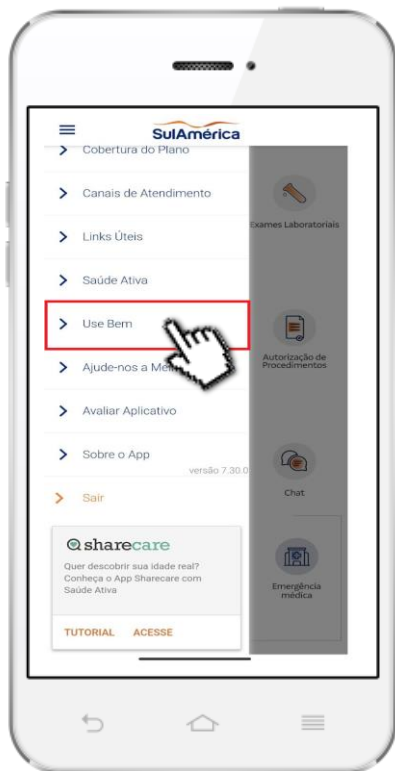 SulAmérica
Cobertura do Plano
Canais de Atendimento
Links Úteis
Saúde Ativa
Use Bem
Ajude-nos a Me
Avaliar Aplicativo
Sobre o App
versão 7.30.0
Sair
sharecare
Quer descobrir sua idade real?
Conheça o App Sharecare com
Saúde Ativa
TUTORIAL ACESSE
Exames Laboratoriais
Autorização de
Procedimentos
Chat
Emergência
médica